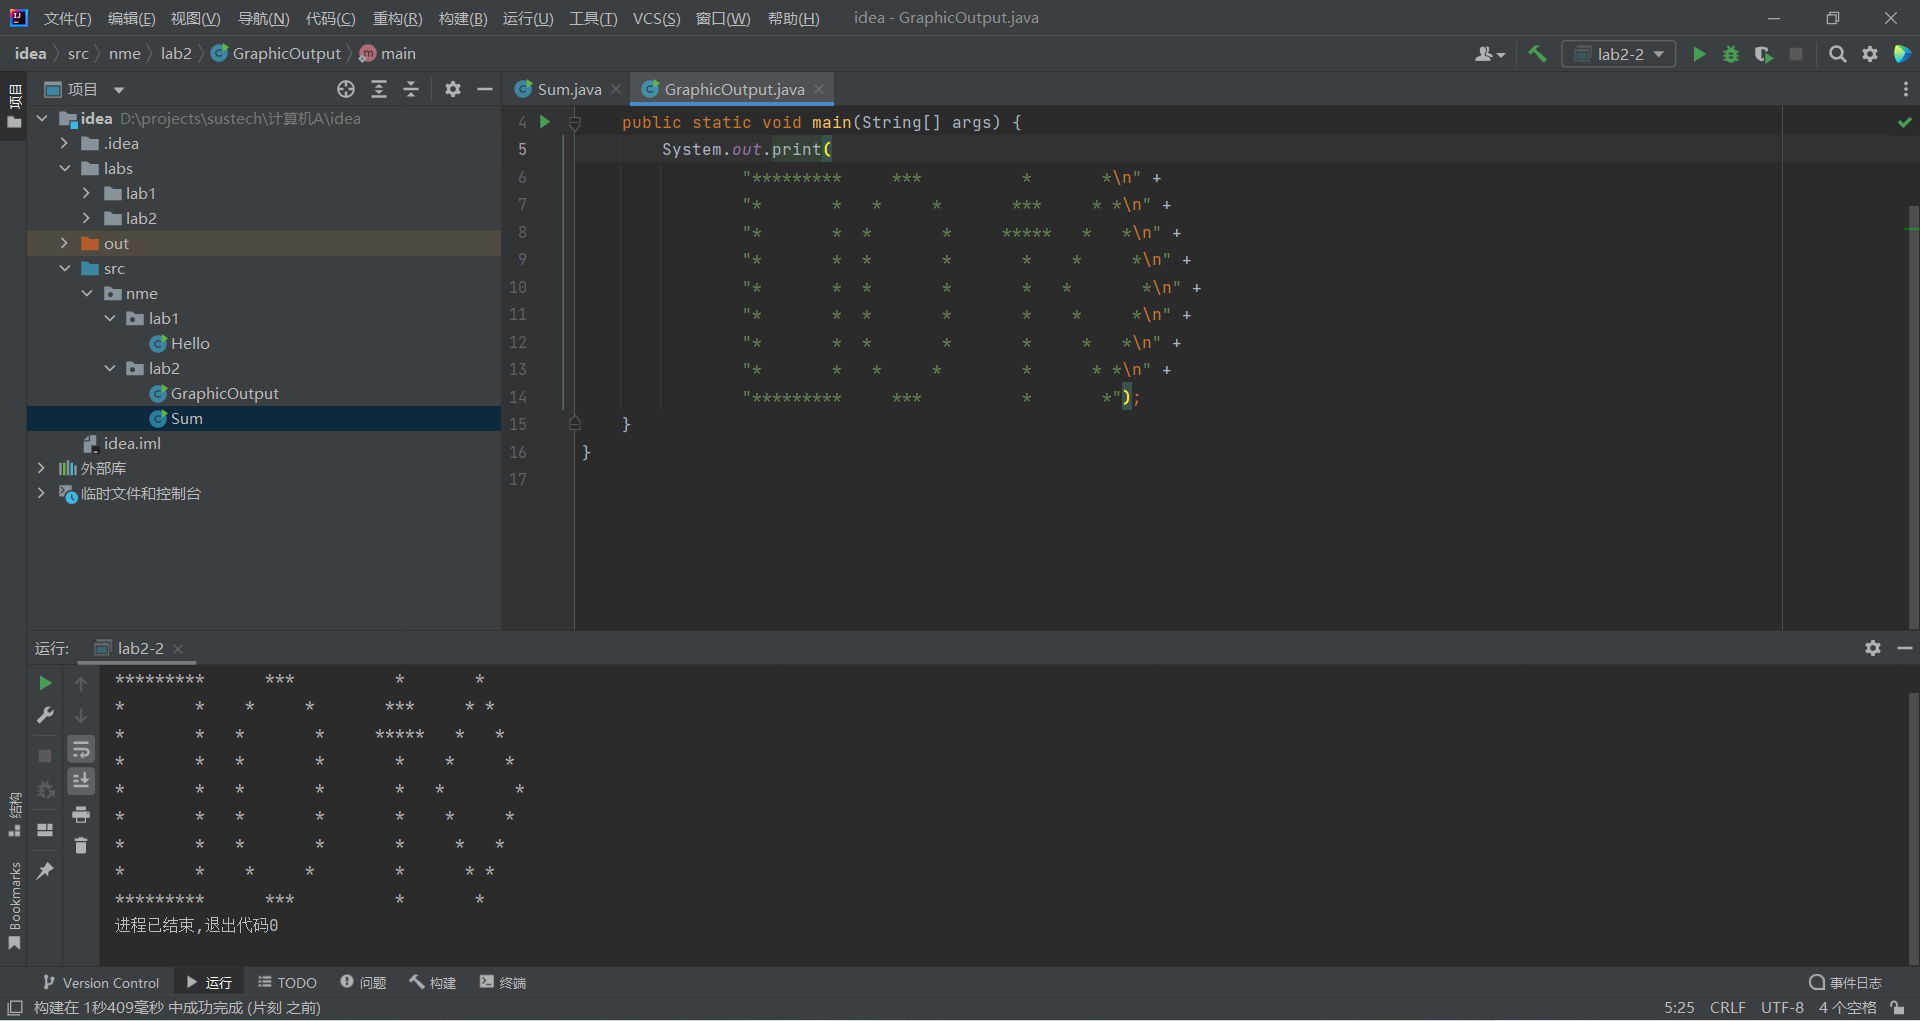 文件(F) 编辑(E) 视图(V) 导航(N) 代码(C) 重构(R) 构建(B) 运行(U) 工具(T) VCS(S) 窗口(W) 帮助(H) idea - GraphicOutput.java
idea src nme lab2 GraphicOutput m main lab2-2
项目
项目
Sum.java GraphicOutput.java
idea D:\projects\sustech\计算机A\idea
.idea
labs
lab1
lab2
out
src
nme
lab1
Hello
lab2
GraphicOutput
Sum
idea.iml
外部库
临时文件和控制台
4     public static void main(String[] args) {
5         System.out.print(
6                 "*********     ***          *       *\n" +
7                 "*       *   *     *       ***     * *\n" +
8                 "*       *  *       *     *****   *   *\n" +
9                 "*       *  *       *       *    *     *\n" +
10                 "*       *  *       *       *   *       *\n" +
11                 "*       *  *       *       *    *     *\n" +
12                 "*       *  *       *       *     *   *\n" +
13                 "*       *   *     *        *      * *\n" +
14                 "*********     ***          *       *");
15     }
16 }
17
运行: lab2-2
*********      ***          *       *
*       *    *     *       ***     * *
*       *   *       *     *****   *   *
*       *   *       *       *    *     *
*       *   *       *       *   *       *
*       *   *       *       *    *     *
*       *   *       *       *     *   *
*       *    *     *        *      * *
*********      ***          *       *
进程已结束,退出代码0
结构
Bookmarks
Version Control 运行 TODO 问题 构建 终端 事件日志
构建在 1秒409毫秒 中成功完成 (片刻 之前) 5:25 CRLF UTF-8 4 个空格